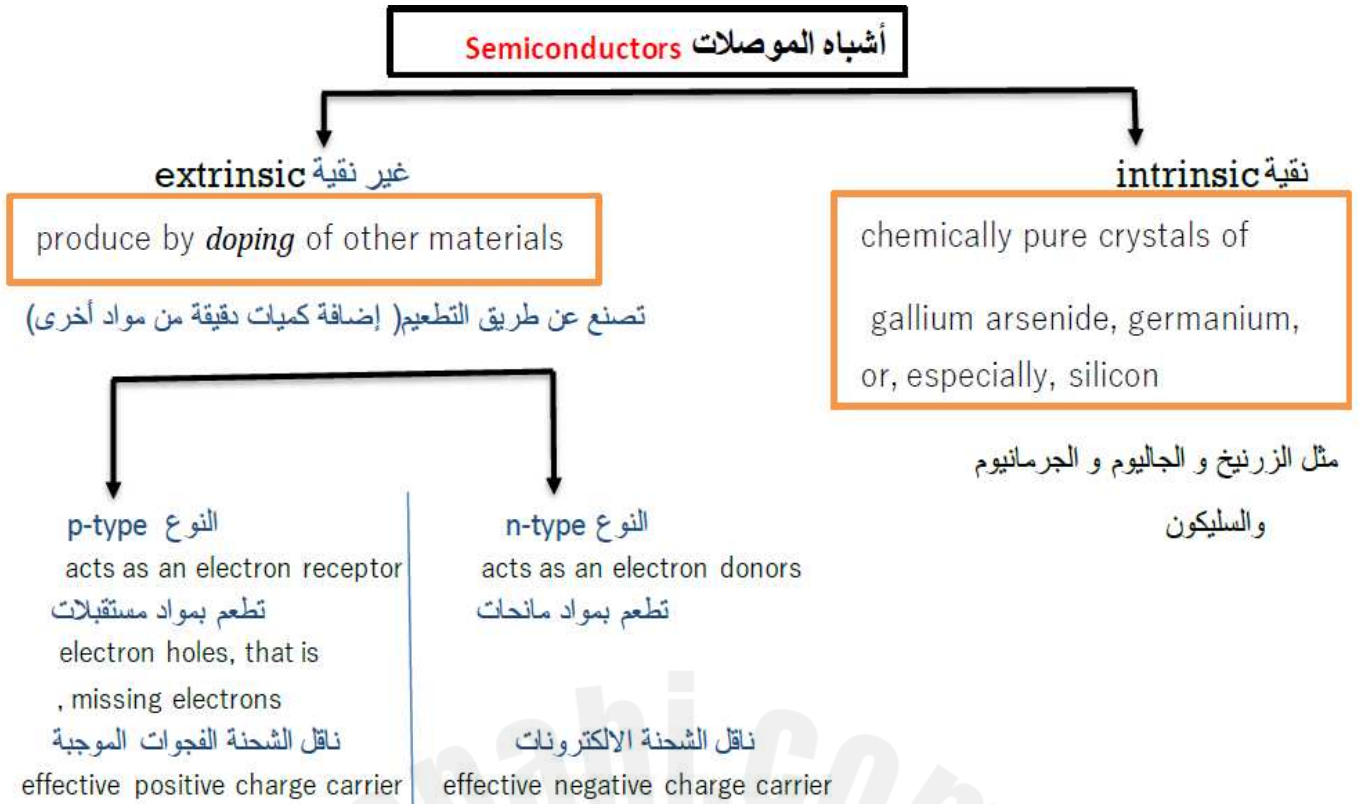 أشباه الموصلات Semiconductors
نقية intrinsic
chemically pure crystals of
gallium arsenide, germanium,
or, especially, silicon
مثل الزرنيخ و الجاليوم و الجرمانيوم
والسليكون
غير نقية extrinsic
produce by doping of other materials
تصنع عن طريق التطعيم( إضافة كميات دقيقة من مواد أخرى)
النوع p-type
acts as an electron receptor
تطعم بمواد مستقبلات
electron holes, that is
, missing electrons
ناقل الشحنة الفجوات الموجبة
effective positive charge carrier
النوع n-type
acts as an electron donors
تطعم بمواد مانحات
ناقل الشحنة الالكترونات
effective negative charge carrier